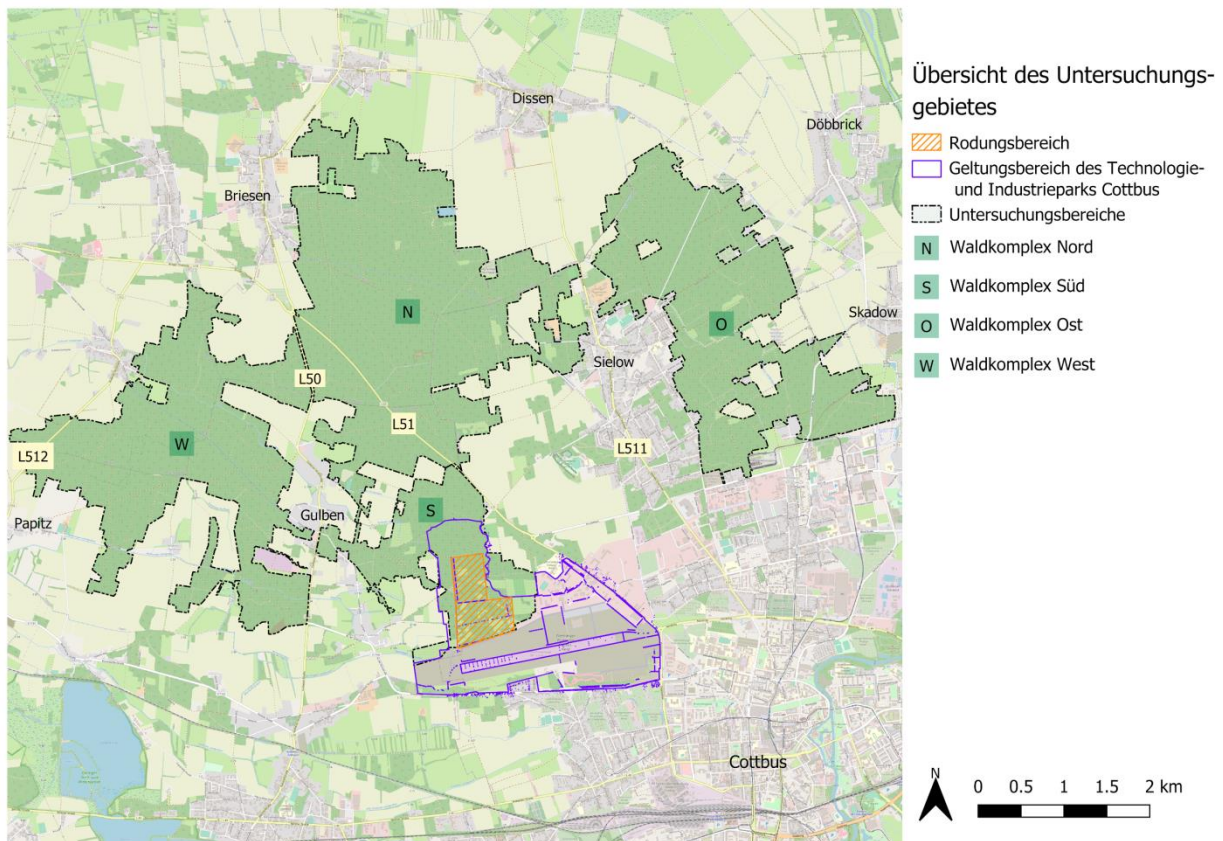 Dissen
Döbbrick
Briesen
N
Skadow
O
Sielow
L50
L51
W
L511
L512
S
Gulben
Papitz
Cottbus
Übersicht des Untersuchungs-
gebietes
Rodungsbereich
Geltungsbereich des Technologie-
und Industrieparks Cottbus
Untersuchungsbereiche
N Waldkomplex Nord
S Waldkomplex Süd
O Waldkomplex Ost
W Waldkomplex West
N
0 0.5 1 1.5 2 km